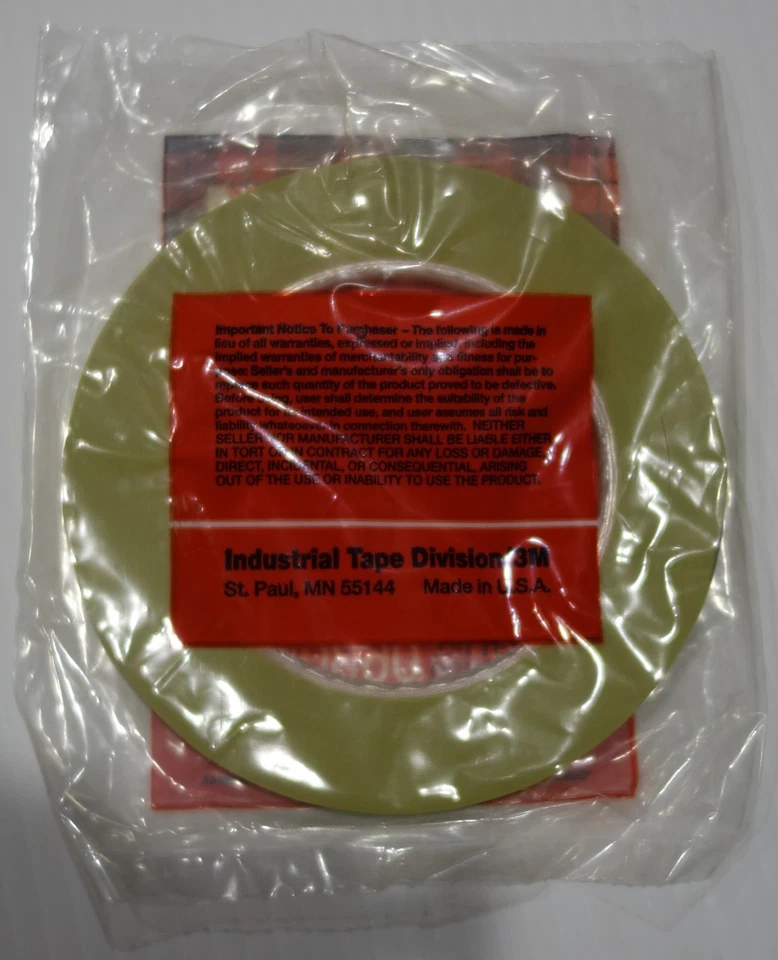 Important Notice To Purchaser – The following is made in
lieu of all warranties, expressed or implied, including the
implied warranties of merchantability and fitness for pur-
pose: Seller's and manufacturer's only obligation shall be to
replace such quantity of the product proved to be defective.
Before using, user shall determine the suitability of the
product for its intended use, and user assumes all risk and
liability whatsoever in connection therewith. NEITHER
SELLER NOR MANUFACTURER SHALL BE LIABLE EITHER
IN TORT OR IN CONTRACT FOR ANY LOSS OR DAMAGE,
DIRECT, INCIDENTAL, OR CONSEQUENTIAL, ARISING
OUT OF THE USE OR INABILITY TO USE THE PRODUCT.
Industrial Tape Division/3M
St. Paul, MN 55144 Made in U.S.A.